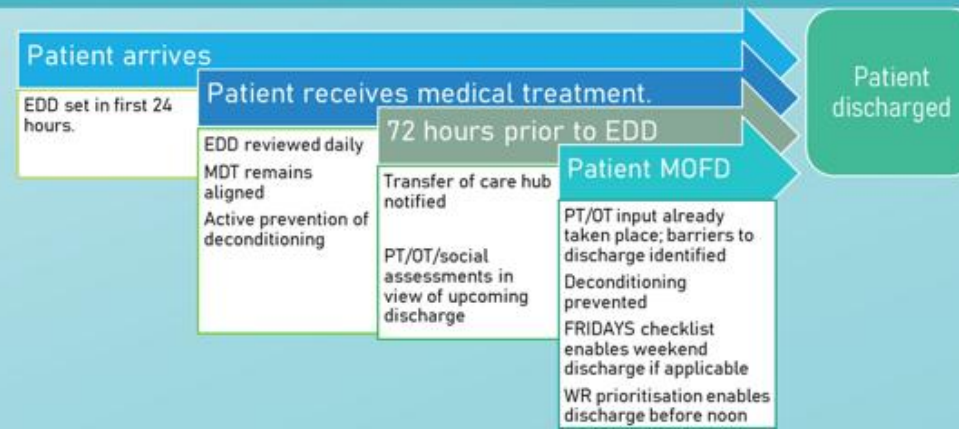 Patient arrives
EDD set in first 24
hours.
Patient receives medical treatment.
EDD reviewed daily
MDT remains
aligned
Active prevention of
deconditioning
72 hours prior to EDD
Transfer of care hub
notified
PT/OT/social
assessments in
view of upcoming
discharge
Patient MOFD
PT/OT input already
taken place; barriers to
discharge identified
Deconditioning
prevented
FRIDAYS checklist
enables weekend
discharge if applicable
WR prioritisation enables
discharge before noon
Patient
discharged